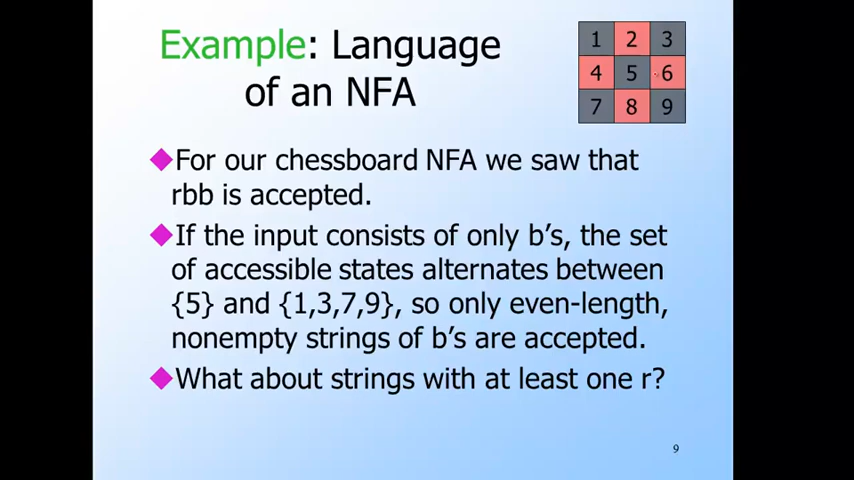 Example: Language
of an NFA
1 2 3
4 5 6
7 8 9
For our chessboard NFA we saw that
rbb is accepted.
If the input consists of only b’s, the set
of accessible states alternates between
{5} and {1,3,7,9}, so only even-length,
nonempty strings of b’s are accepted.
What about strings with at least one r?
9